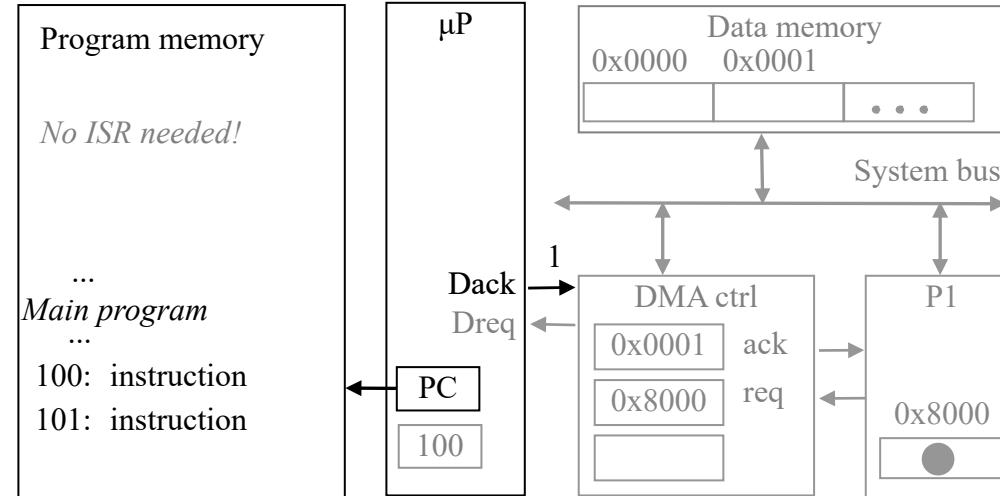 Program memory
No ISR needed!
...
Main program
...
100: instruction
101: instruction
μP
Dack
Dreq
PC
100
1
Data memory
0x0000 0x0001
System bus
DMA ctrl
0x0001 ack
0x8000 req
P1
0x8000